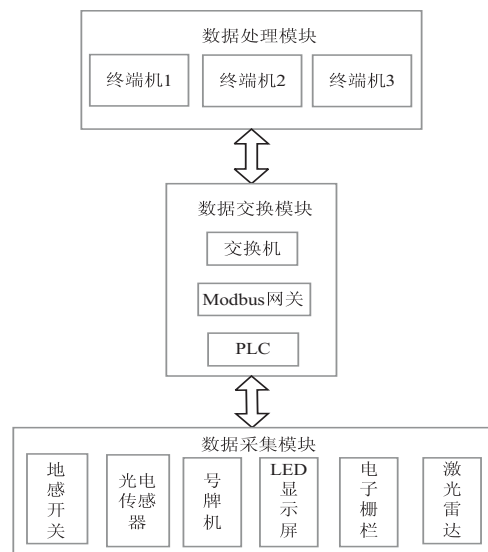 数据处理模块
终端机1 终端机2 终端机3
数据交换模块
交换机
Modbus网关
PLC
数据采集模块
地感开关
光电传感器
号牌机
LED显示屏
电子栅栏
激光雷达